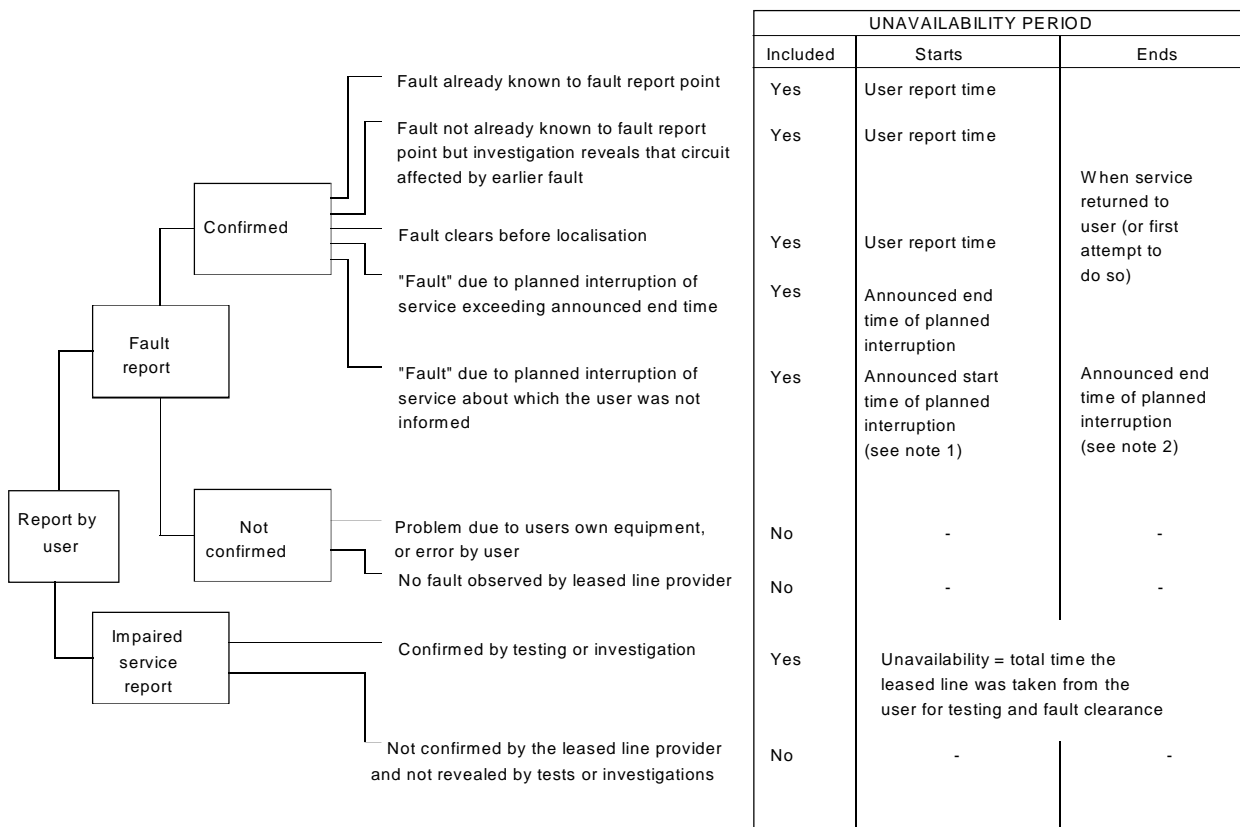 UNAVAILABILITY PERIOD
Included
Starts
Ends
Report by
user
Fault
report
Confirmed
Fault already known to fault report point
Yes
User report time
Fault not already known to fault report
point but investigation reveals that circuit
affected by earlier fault
Yes
User report time
Fault clears before localisation
Yes
User report time
When service
returned to
user (or first
attempt to
do so)
"Fault" due to planned interruption of
service exceeding announced end time
Yes
Announced end
time of planned
interruption
"Fault" due to planned interruption of
service about which the user was not
informed
Yes
Announced start
time of planned
interruption
(see note 1)
Announced end
time of planned
interruption
(see note 2)
Not
confirmed
Problem due to users own equipment,
or error by user
No
-
-
No fault observed by leased line provider
No
-
-
Impaired
service
report
Confirmed by testing or investigation
Yes
Unavailability = total time the
leased line was taken from the
user for testing and fault clearance
Not confirmed by the leased line provider
and not revealed by tests or investigations
No
-
-